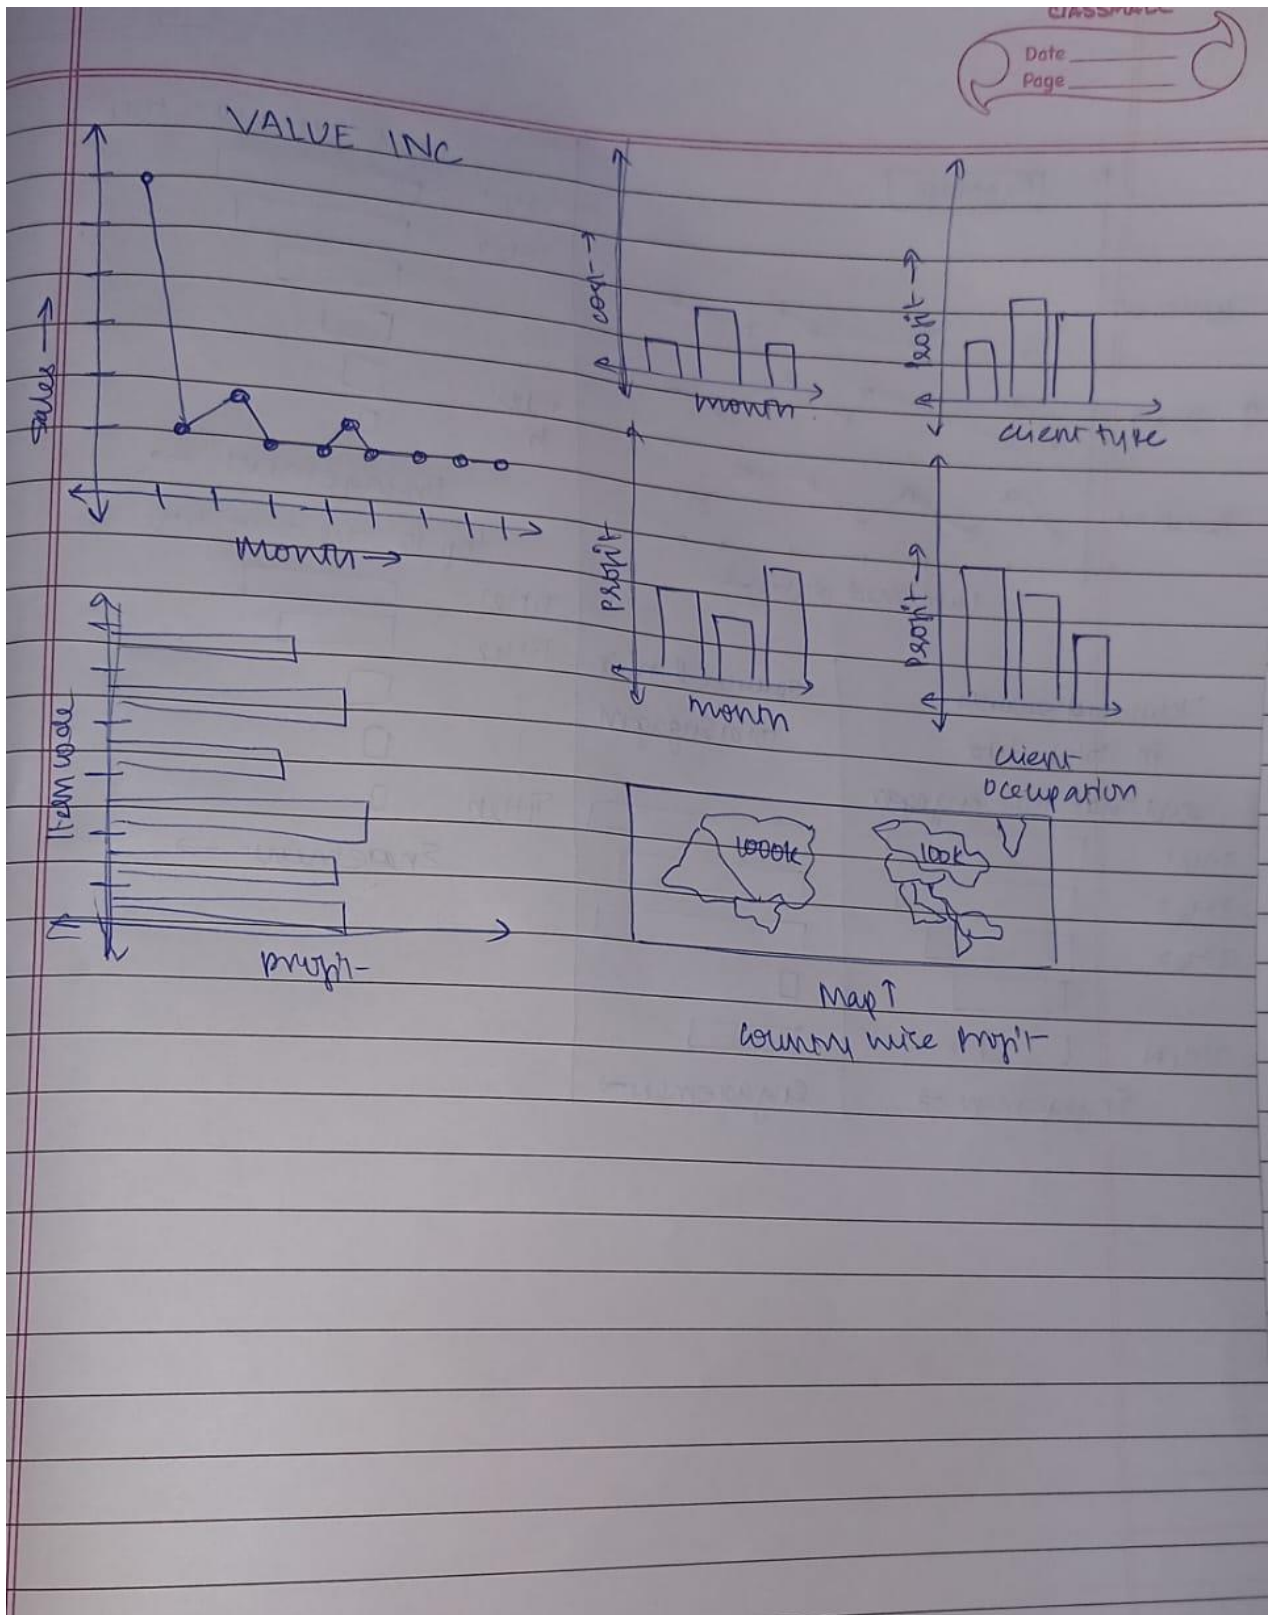 Date
Page
VALUE INC
Sales →
Month →
cost →
month
Profit →
client type
profit
month
Profit →
client
occupation
Item code
profit
1000k
100k
Map ↑
country wise profit